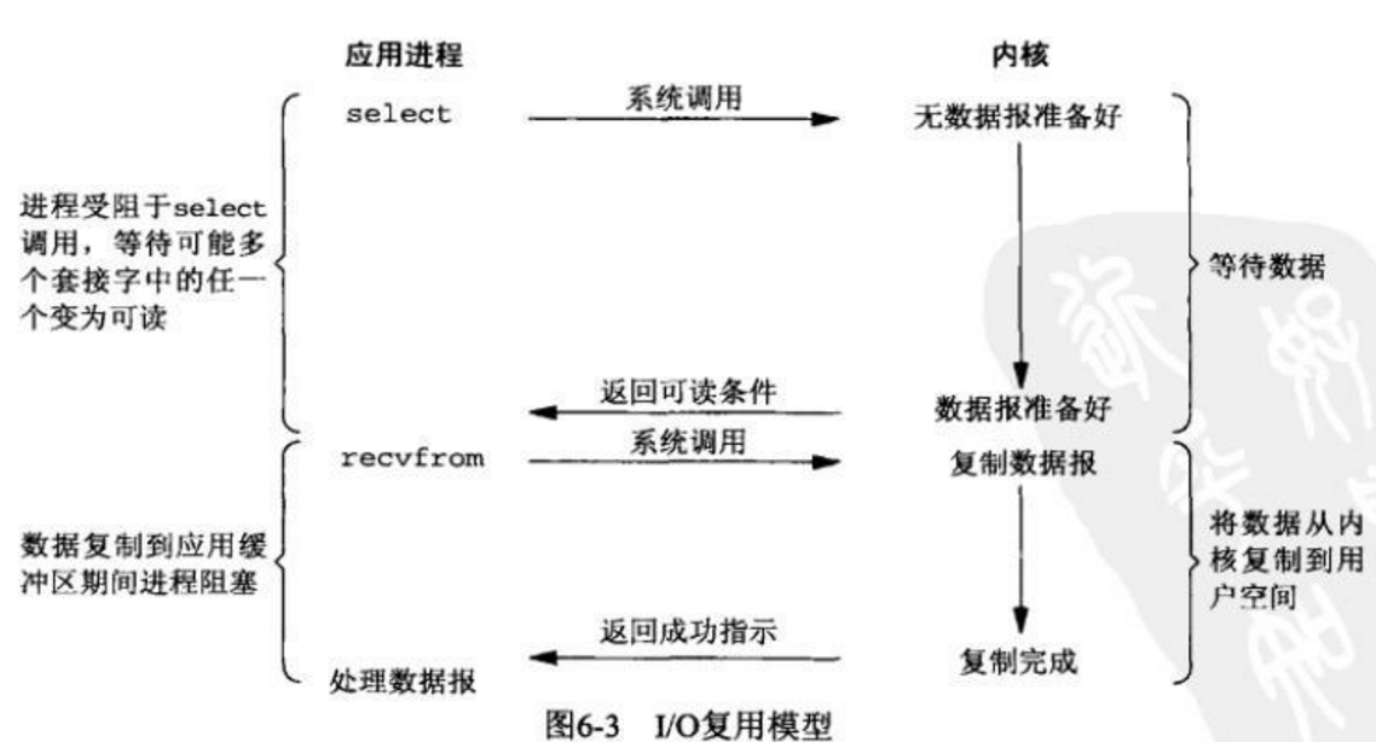 应用进程
内核
select
系统调用
无数据报准备好
进程受阻于select
调用，等待可能多
个套接字中的任一
个变为可读
等待数据
返回可读条件
数据报准备好
recvfrom
系统调用
复制数据报
数据复制到应用缓
冲区期间进程阻塞
将数据从内
核复制到用
户空间
返回成功指示
复制完成
处理数据报
图6-3 I/O复用模型